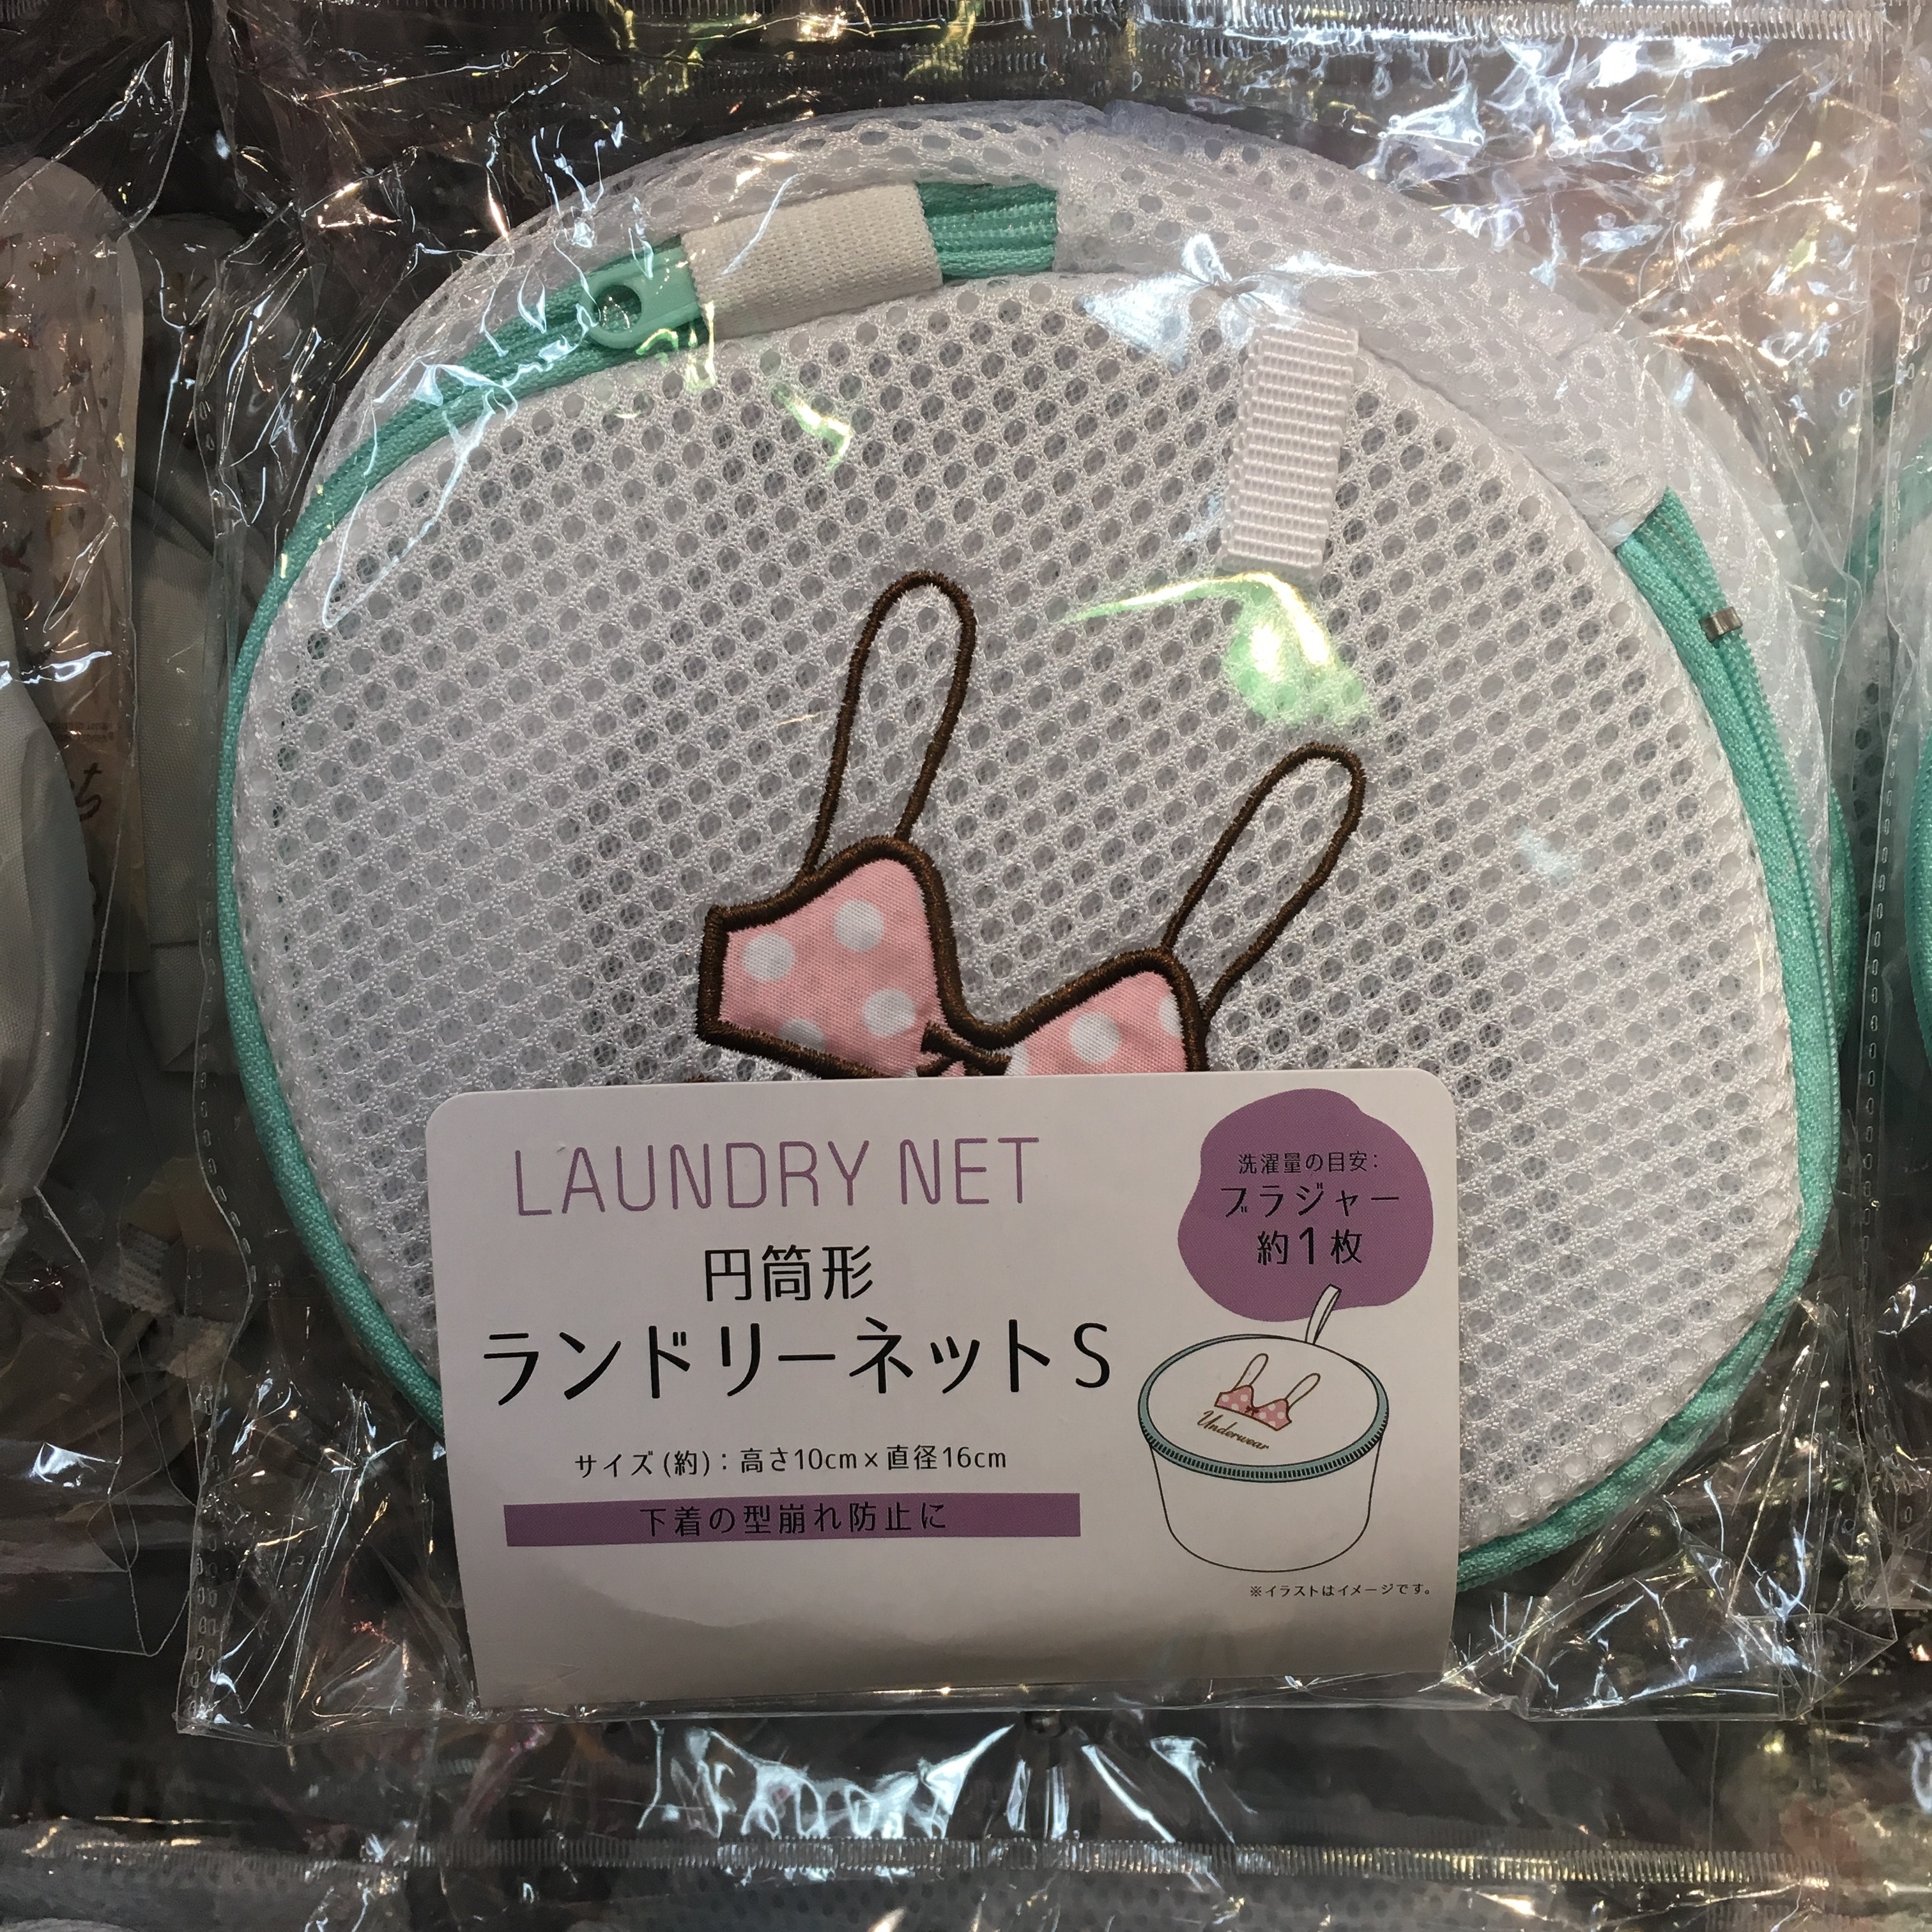 LAUNDRY NET
円筒形
ランドリーネットS
サイズ(約):高さ10cm×直径16cm
下着の型崩れ防止に
洗濯量の目安:
ブラジャー
約1枚
Underwear
※イラストはイメージです。